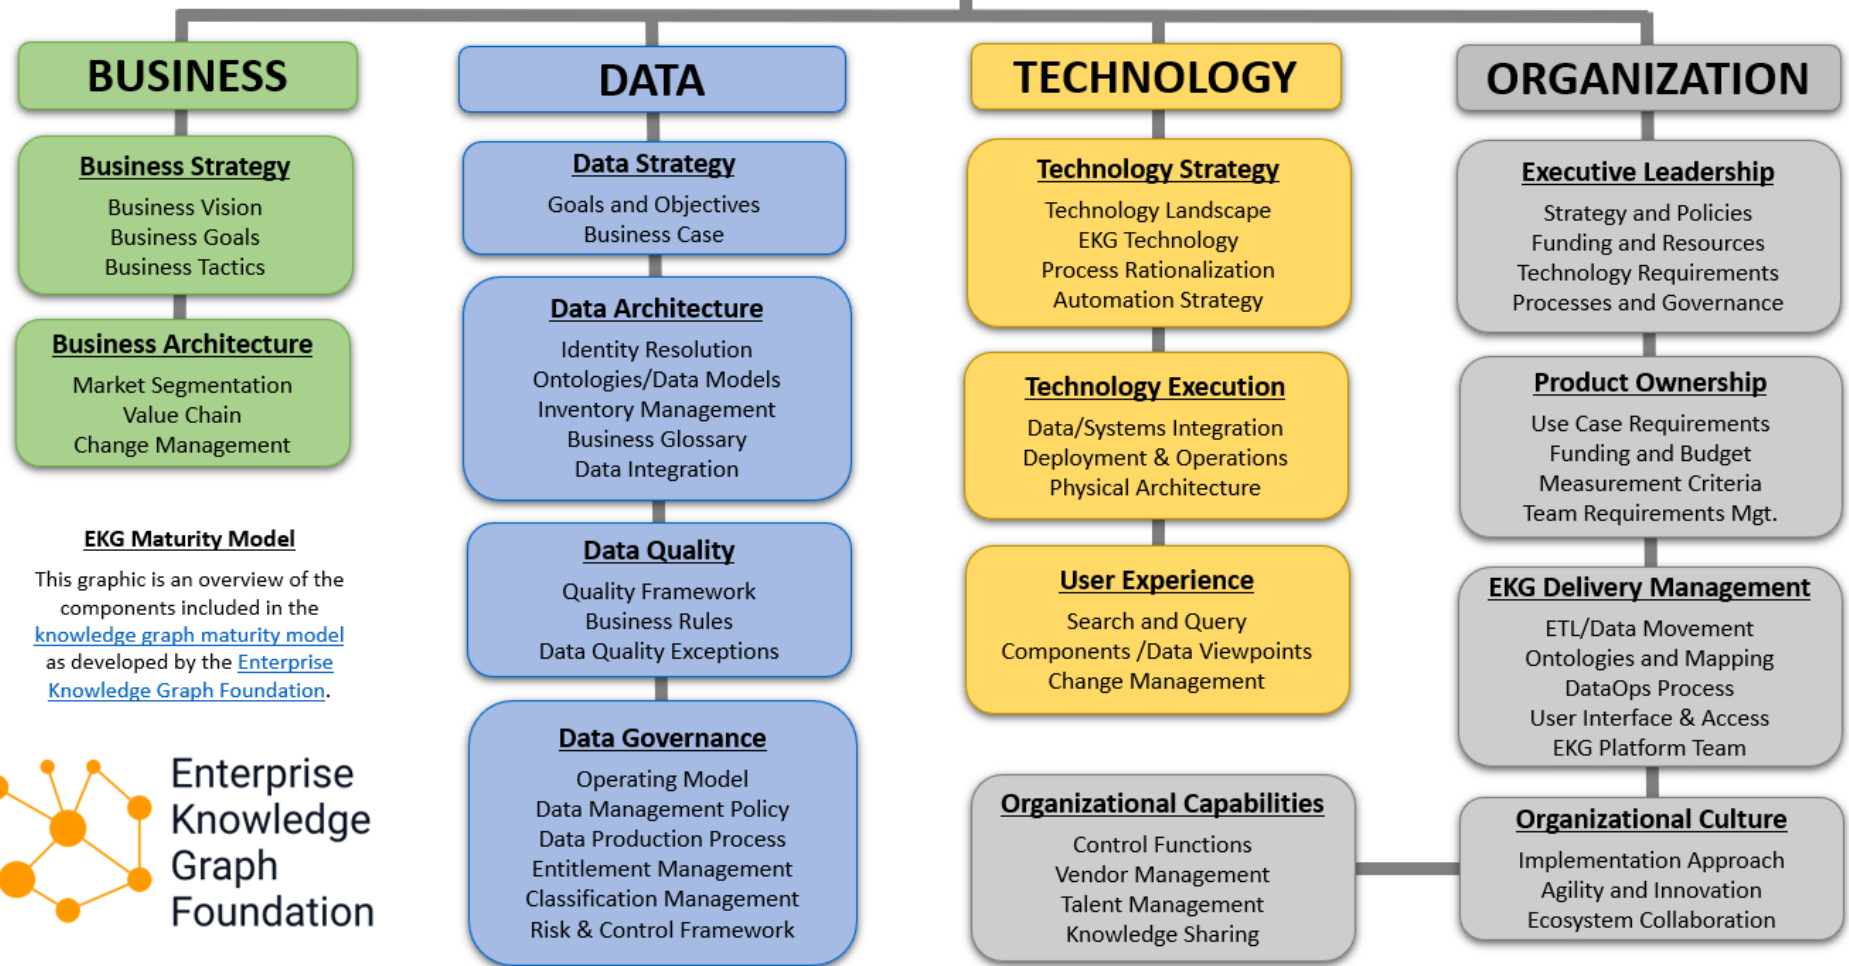 BUSINESS
Business Strategy
Business Vision
Business Goals
Business Tactics
Business Architecture
Market Segmentation
Value Chain
Change Management
EKG Maturity Model
This graphic is an overview of the
components included in the
knowledge graph maturity model
as developed by the Enterprise
Knowledge Graph Foundation.
Enterprise
Knowledge
Graph
Foundation
DATA
Data Strategy
Goals and Objectives
Business Case
Data Architecture
Identity Resolution
Ontologies/Data Models
Inventory Management
Business Glossary
Data Integration
Data Quality
Quality Framework
Business Rules
Data Quality Exceptions
Data Governance
Operating Model
Data Management Policy
Data Production Process
Entitlement Management
Classification Management
Risk & Control Framework
TECHNOLOGY
Technology Strategy
Technology Landscape
EKG Technology
Process Rationalization
Automation Strategy
Technology Execution
Data/Systems Integration
Deployment & Operations
Physical Architecture
User Experience
Search and Query
Components /Data Viewpoints
Change Management
ORGANIZATION
Executive Leadership
Strategy and Policies
Funding and Resources
Technology Requirements
Processes and Governance
Product Ownership
Use Case Requirements
Funding and Budget
Measurement Criteria
Team Requirements Mgt.
EKG Delivery Management
ETL/Data Movement
Ontologies and Mapping
DataOps Process
User Interface & Access
EKG Platform Team
Organizational Culture
Implementation Approach
Agility and Innovation
Ecosystem Collaboration
Organizational Capabilities
Control Functions
Vendor Management
Talent Management
Knowledge Sharing